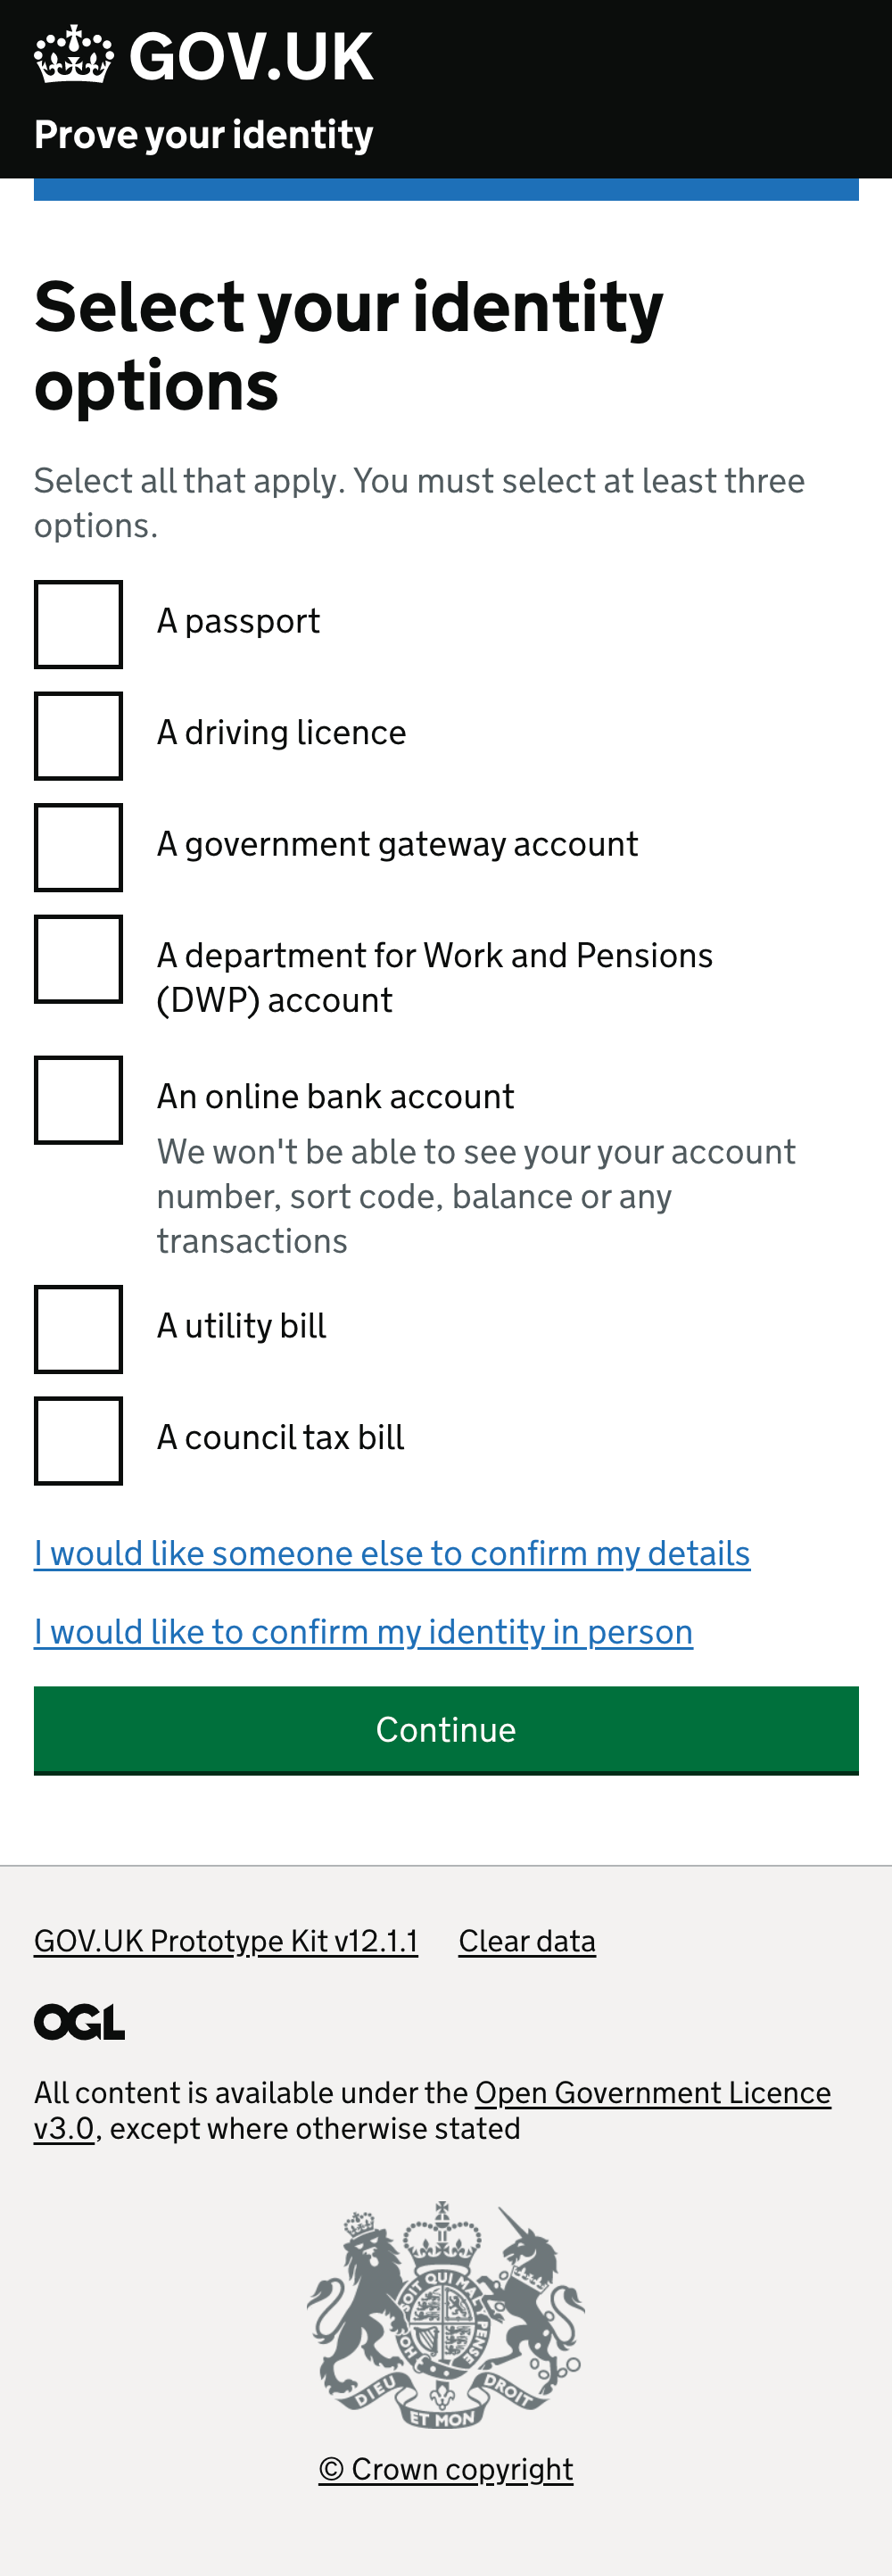 GOV.UK
Prove your identity
Select your identity
options
Select all that apply. You must select at least three
options.
A passport
A driving licence
A government gateway account
A department for Work and Pensions
(DWP) account
An online bank account
We won't be able to see your your account
number, sort code, balance or any
transactions
A utility bill
A council tax bill
I would like someone else to confirm my details
I would like to confirm my identity in person
Continue
GOV.UK Prototype Kit v12.1.1 Clear data
OGL
All content is available under the Open Government Licence
v3.0, except where otherwise stated
SOIT QUI MAL
PENSE
HO
DIEU ET MON DROIT
© Crown copyright